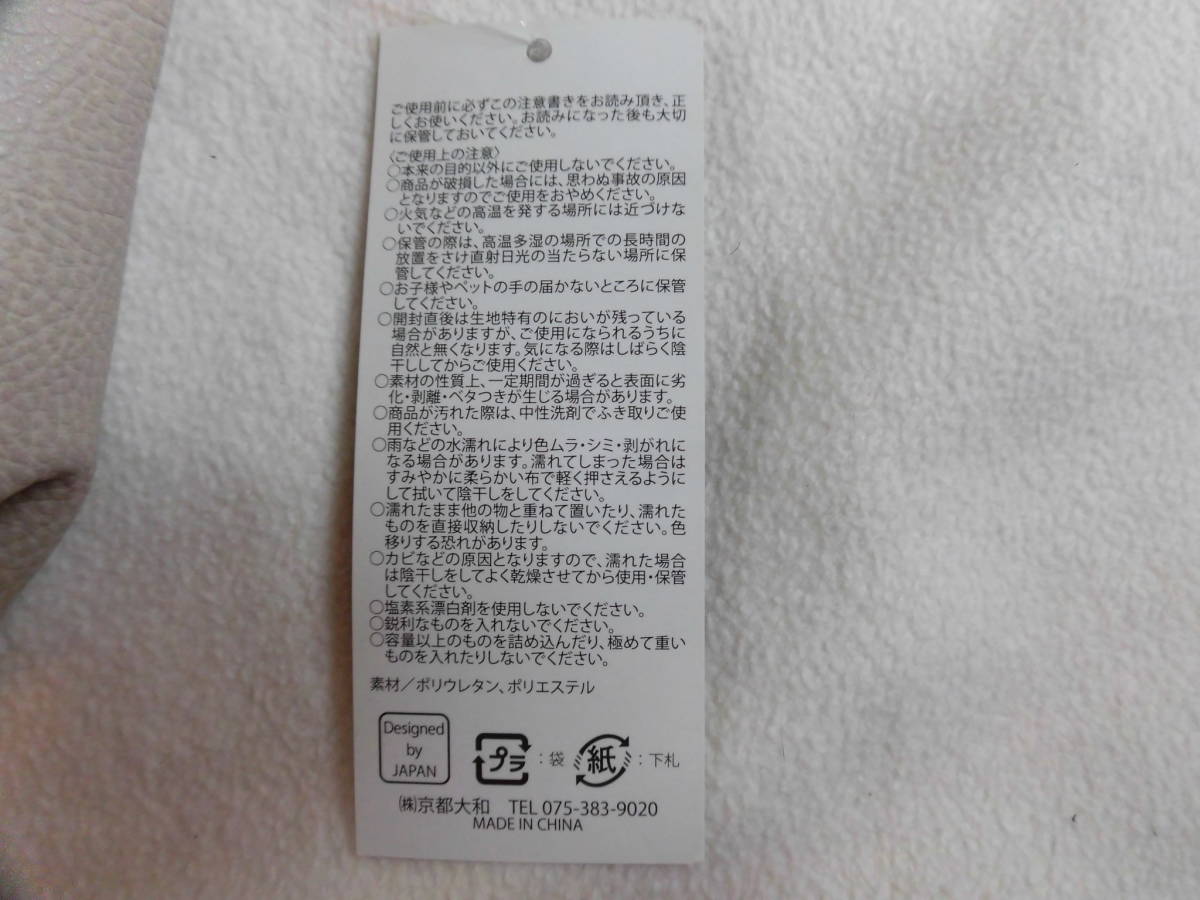 ご使用前に必ずこの注意書きをお読み頂き、正
しくお使いください。お読みになった後も大切
に保管しておいてください。
〈ご使用上の注意〉
○本来の目的以外にご使用しないでください。
○商品が破損した場合には、思わぬ事故の原因
となりますのでご使用をおやめください。
○火気などの高温を発する場所には近づけな
いでください。
○保管の際は、高温多湿の場所での長時間の
放置をさけ直射日光の当たらない場所に保
管してください。
○お子様やペットの手の届かないところに保管
してください。
○開封直後は生地特有のにおいが残っている
場合がありますが、ご使用になられるうちに
自然と無くなります。気になる際はしばらく陰
干ししてからご使用ください。
○素材の性質上、一定期間が過ぎると表面に劣
化・剥離・ベタつきが生じる場合があります。
○商品が汚れた際は、中性洗剤でふき取りご使
用ください。
○雨などの水濡れにより色ムラ・シミ・剥がれに
なる場合があります。濡れてしまった場合は
すみやかに柔らかい布で軽く押さえるように
して拭いて陰干しをしてください。
○濡れたまま他の物と重ねて置いたり、濡れた
ものを直接収納したりしないでください。色
移りする恐れがあります。
○カビなどの原因となりますので、濡れた場合
は陰干しをしてよく乾燥させてから使用・保管
してください。
○塩素系漂白剤を使用しないでください。
○鋭利なものを入れないでください。
○容量以上のものを詰め込んだり、極めて重い
ものを入れたりしないでください。
素材/ポリウレタン、ポリエステル
Designed
by
JAPAN
プラ:袋 紙:下札
㈱京都大和 TEL 075-383-9020
MADE IN CHINA